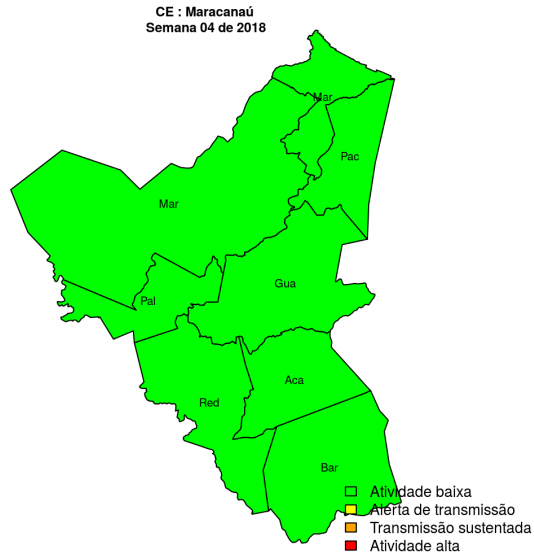 CE : Maracanaú
Semana 04 de 2018
Mar
Pac
Mar
Gua
Pal
Aca
Red
Bar
Atividade baixa
Alerta de transmissão
Transmissão sustentada
Atividade alta